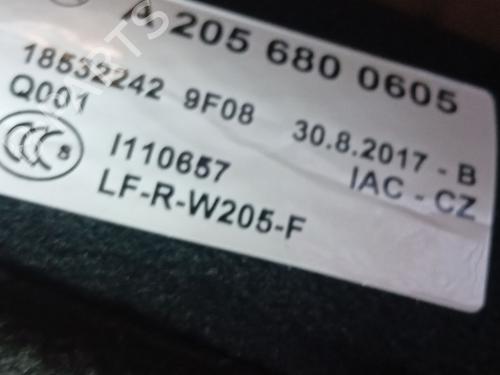 A 205 680 0605
18532242 9F08 30.8.2017 - B
Q001 IAC - CZ
S I110657
LF-R-W205-F